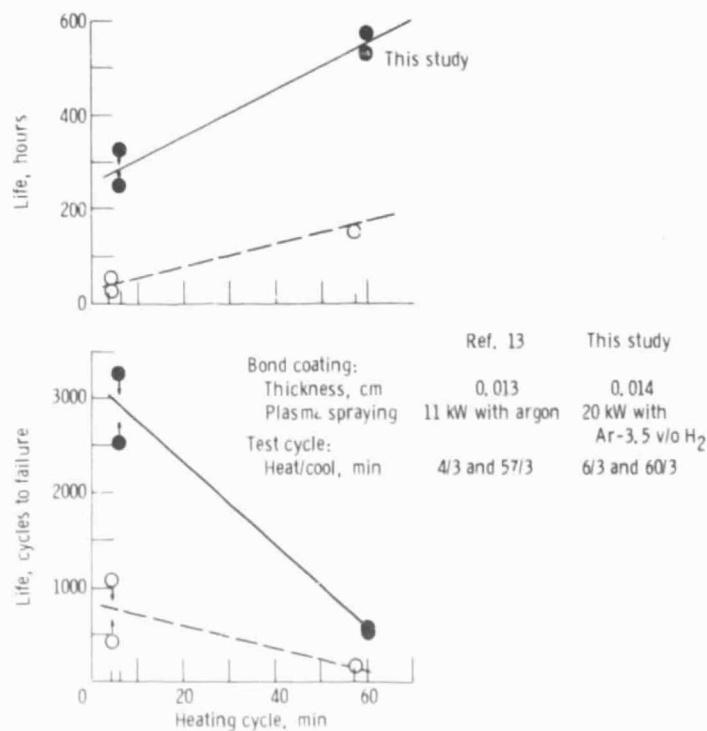 600
400
200
0
Life, hours
This study
Ref. 13 This study
Bond coating:
Thickness, cm 0.013 0.014
Plasma spraying 11 kW with argon 20 kW with
Ar-3.5 v/o H2
Test cycle:
Heat/cool, min 4/3 and 57/3 6/3 and 60/3
3000
2000
1000
Life, cycles to failure
0 20 40 60
Heating cycle, min